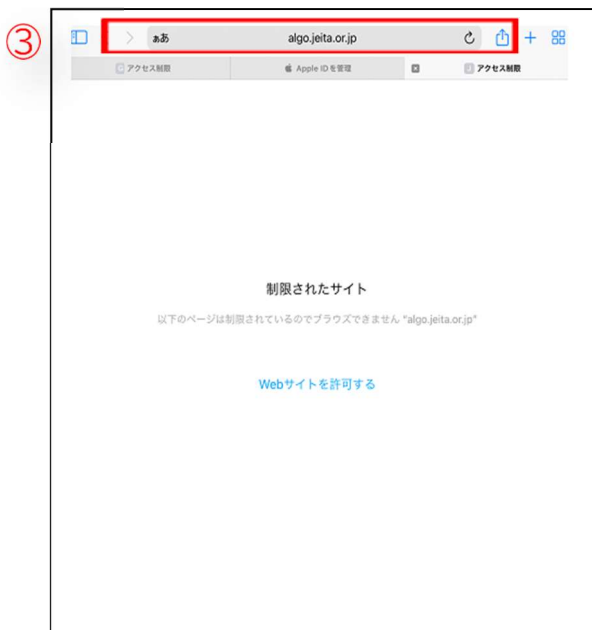 ③
ぁあ algo.jeita.or.jp
アクセス制限 Apple ID を管理 アクセス制限
制限されたサイト
以下のページは制限されているのでブラウズできません "algo.jeita.or.jp"
Webサイトを許可する